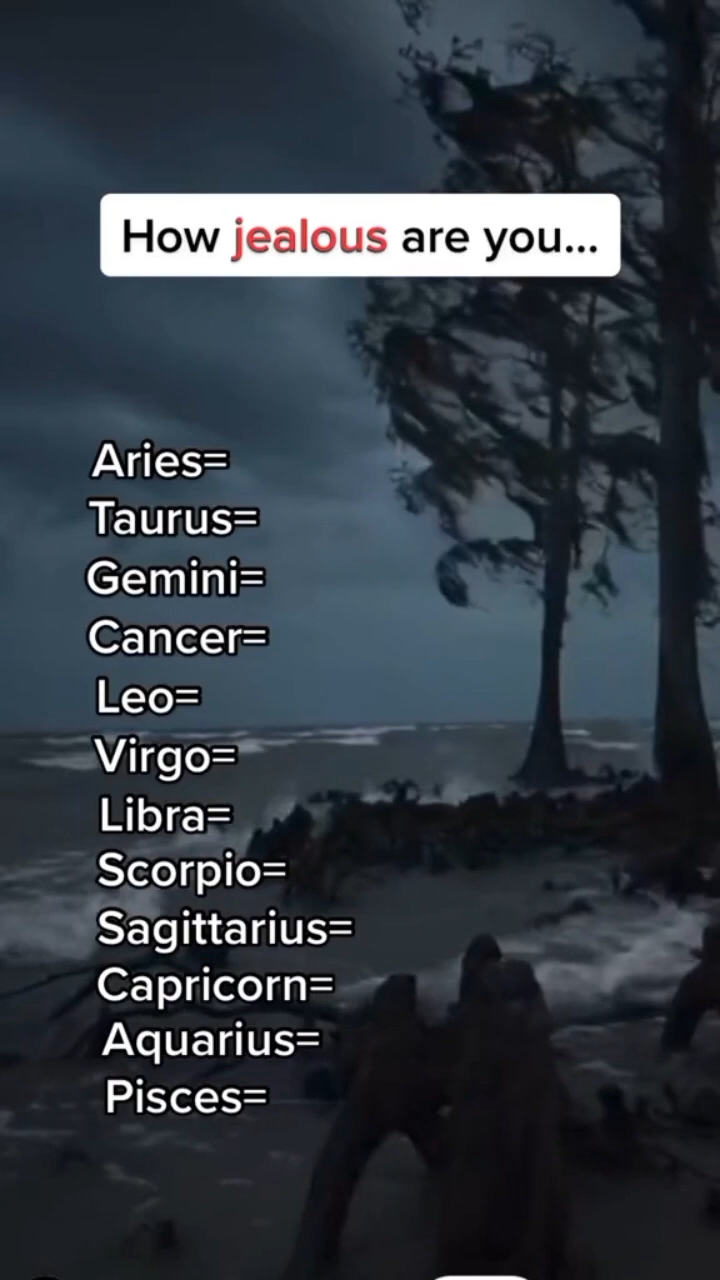 How jealous are you...
Aries=
Taurus=
Gemini=
Cancer=
Leo=
Virgo=
Libra=
Scorpio=
Sagittarius=
Capricorn=
Aquarius=
Pisces=